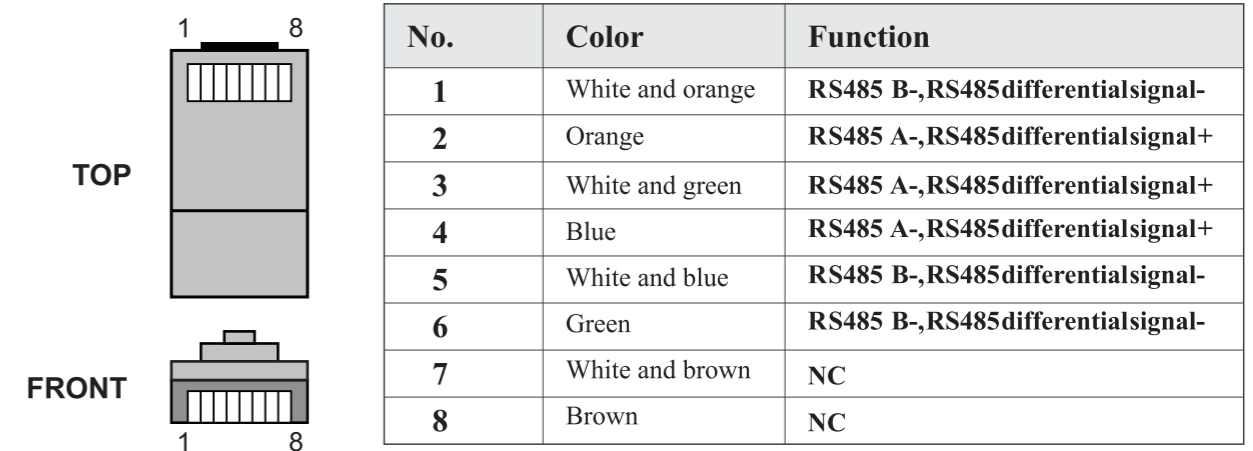 1 8
TOP
FRONT
1 8
No. Color Function
1 White and orange RS485 B-,RS485differentialsignal-
2 Orange RS485 A-,RS485differentialsignal+
3 White and green RS485 A-,RS485differentialsignal+
4 Blue RS485 A-,RS485differentialsignal+
5 White and blue RS485 B-,RS485differentialsignal-
6 Green RS485 B-,RS485differentialsignal-
7 White and brown NC
8 Brown NC